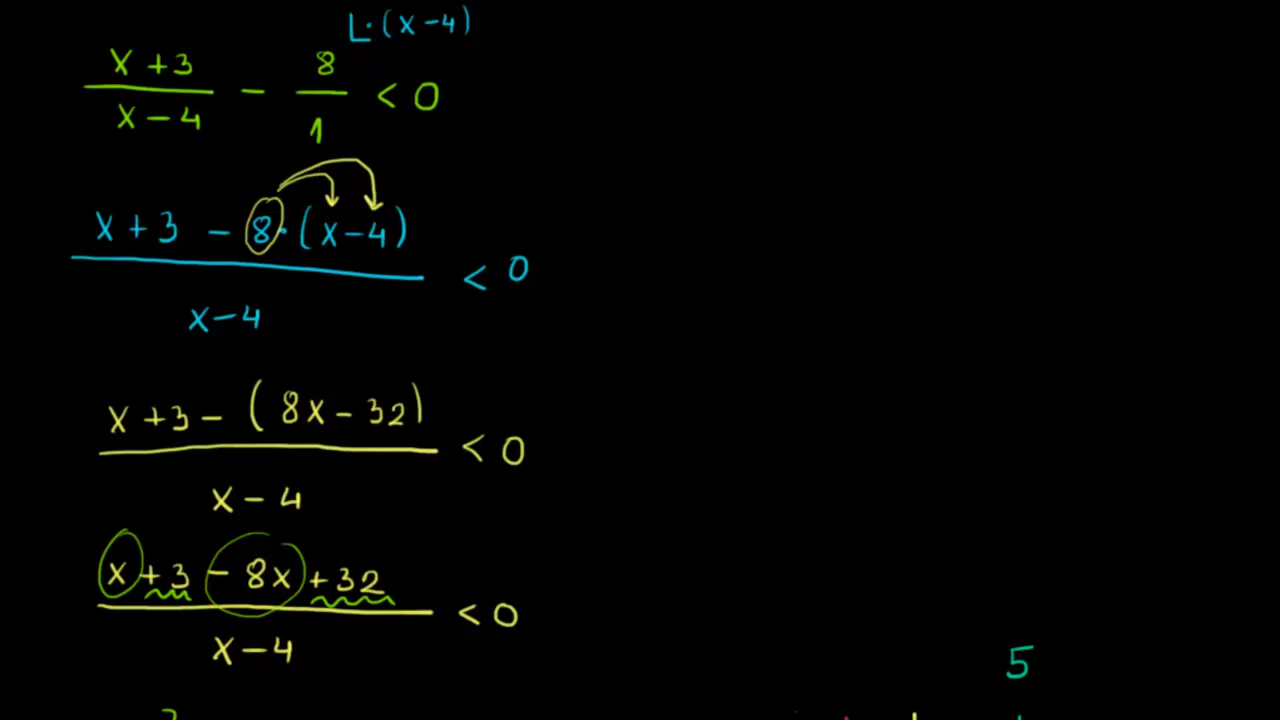 ⌊·(x-4)
x+3 / x-4 - 8 / 1 < 0
x+3 - 8·(x-4) / x-4 < 0
x+3-(8x-32) / x-4 < 0
x+3-8x+32 / x-4 < 0
5